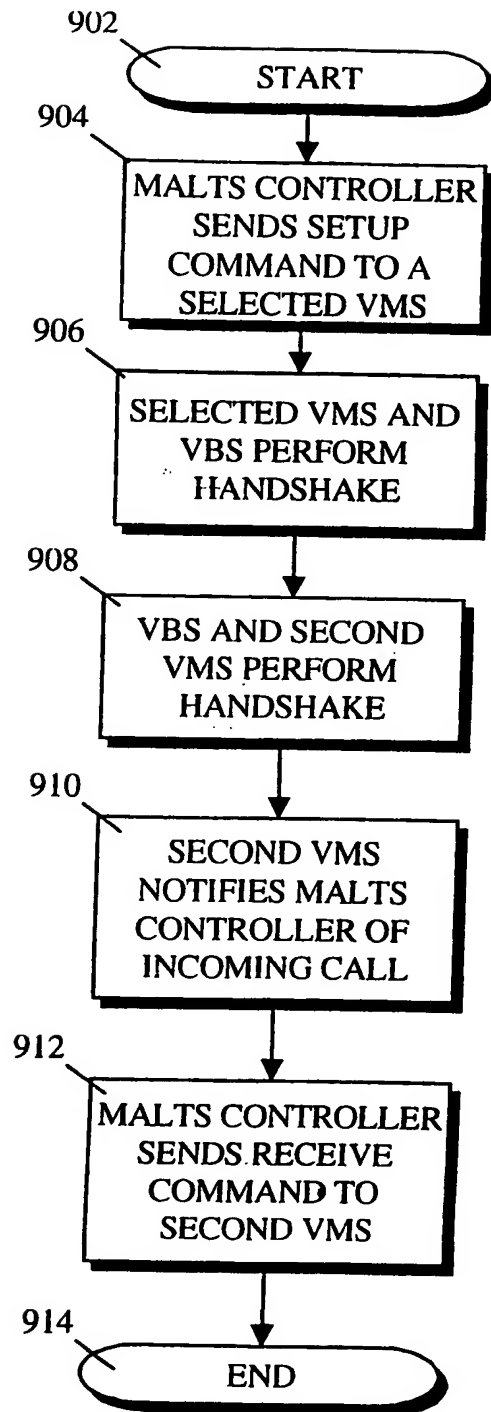 902
START
904
MALTS CONTROLLER
SENDS SETUP
COMMAND TO A
SELECTED VMS
906
SELECTED VMS AND
VBS PERFORM
HANDSHAKE
908
VBS AND SECOND
VMS PERFORM
HANDSHAKE
910
SECOND VMS
NOTIFIES MALTS
CONTROLLER OF
INCOMING CALL
912
MALTS CONTROLLER
SENDS RECEIVE
COMMAND TO
SECOND VMS
914
END